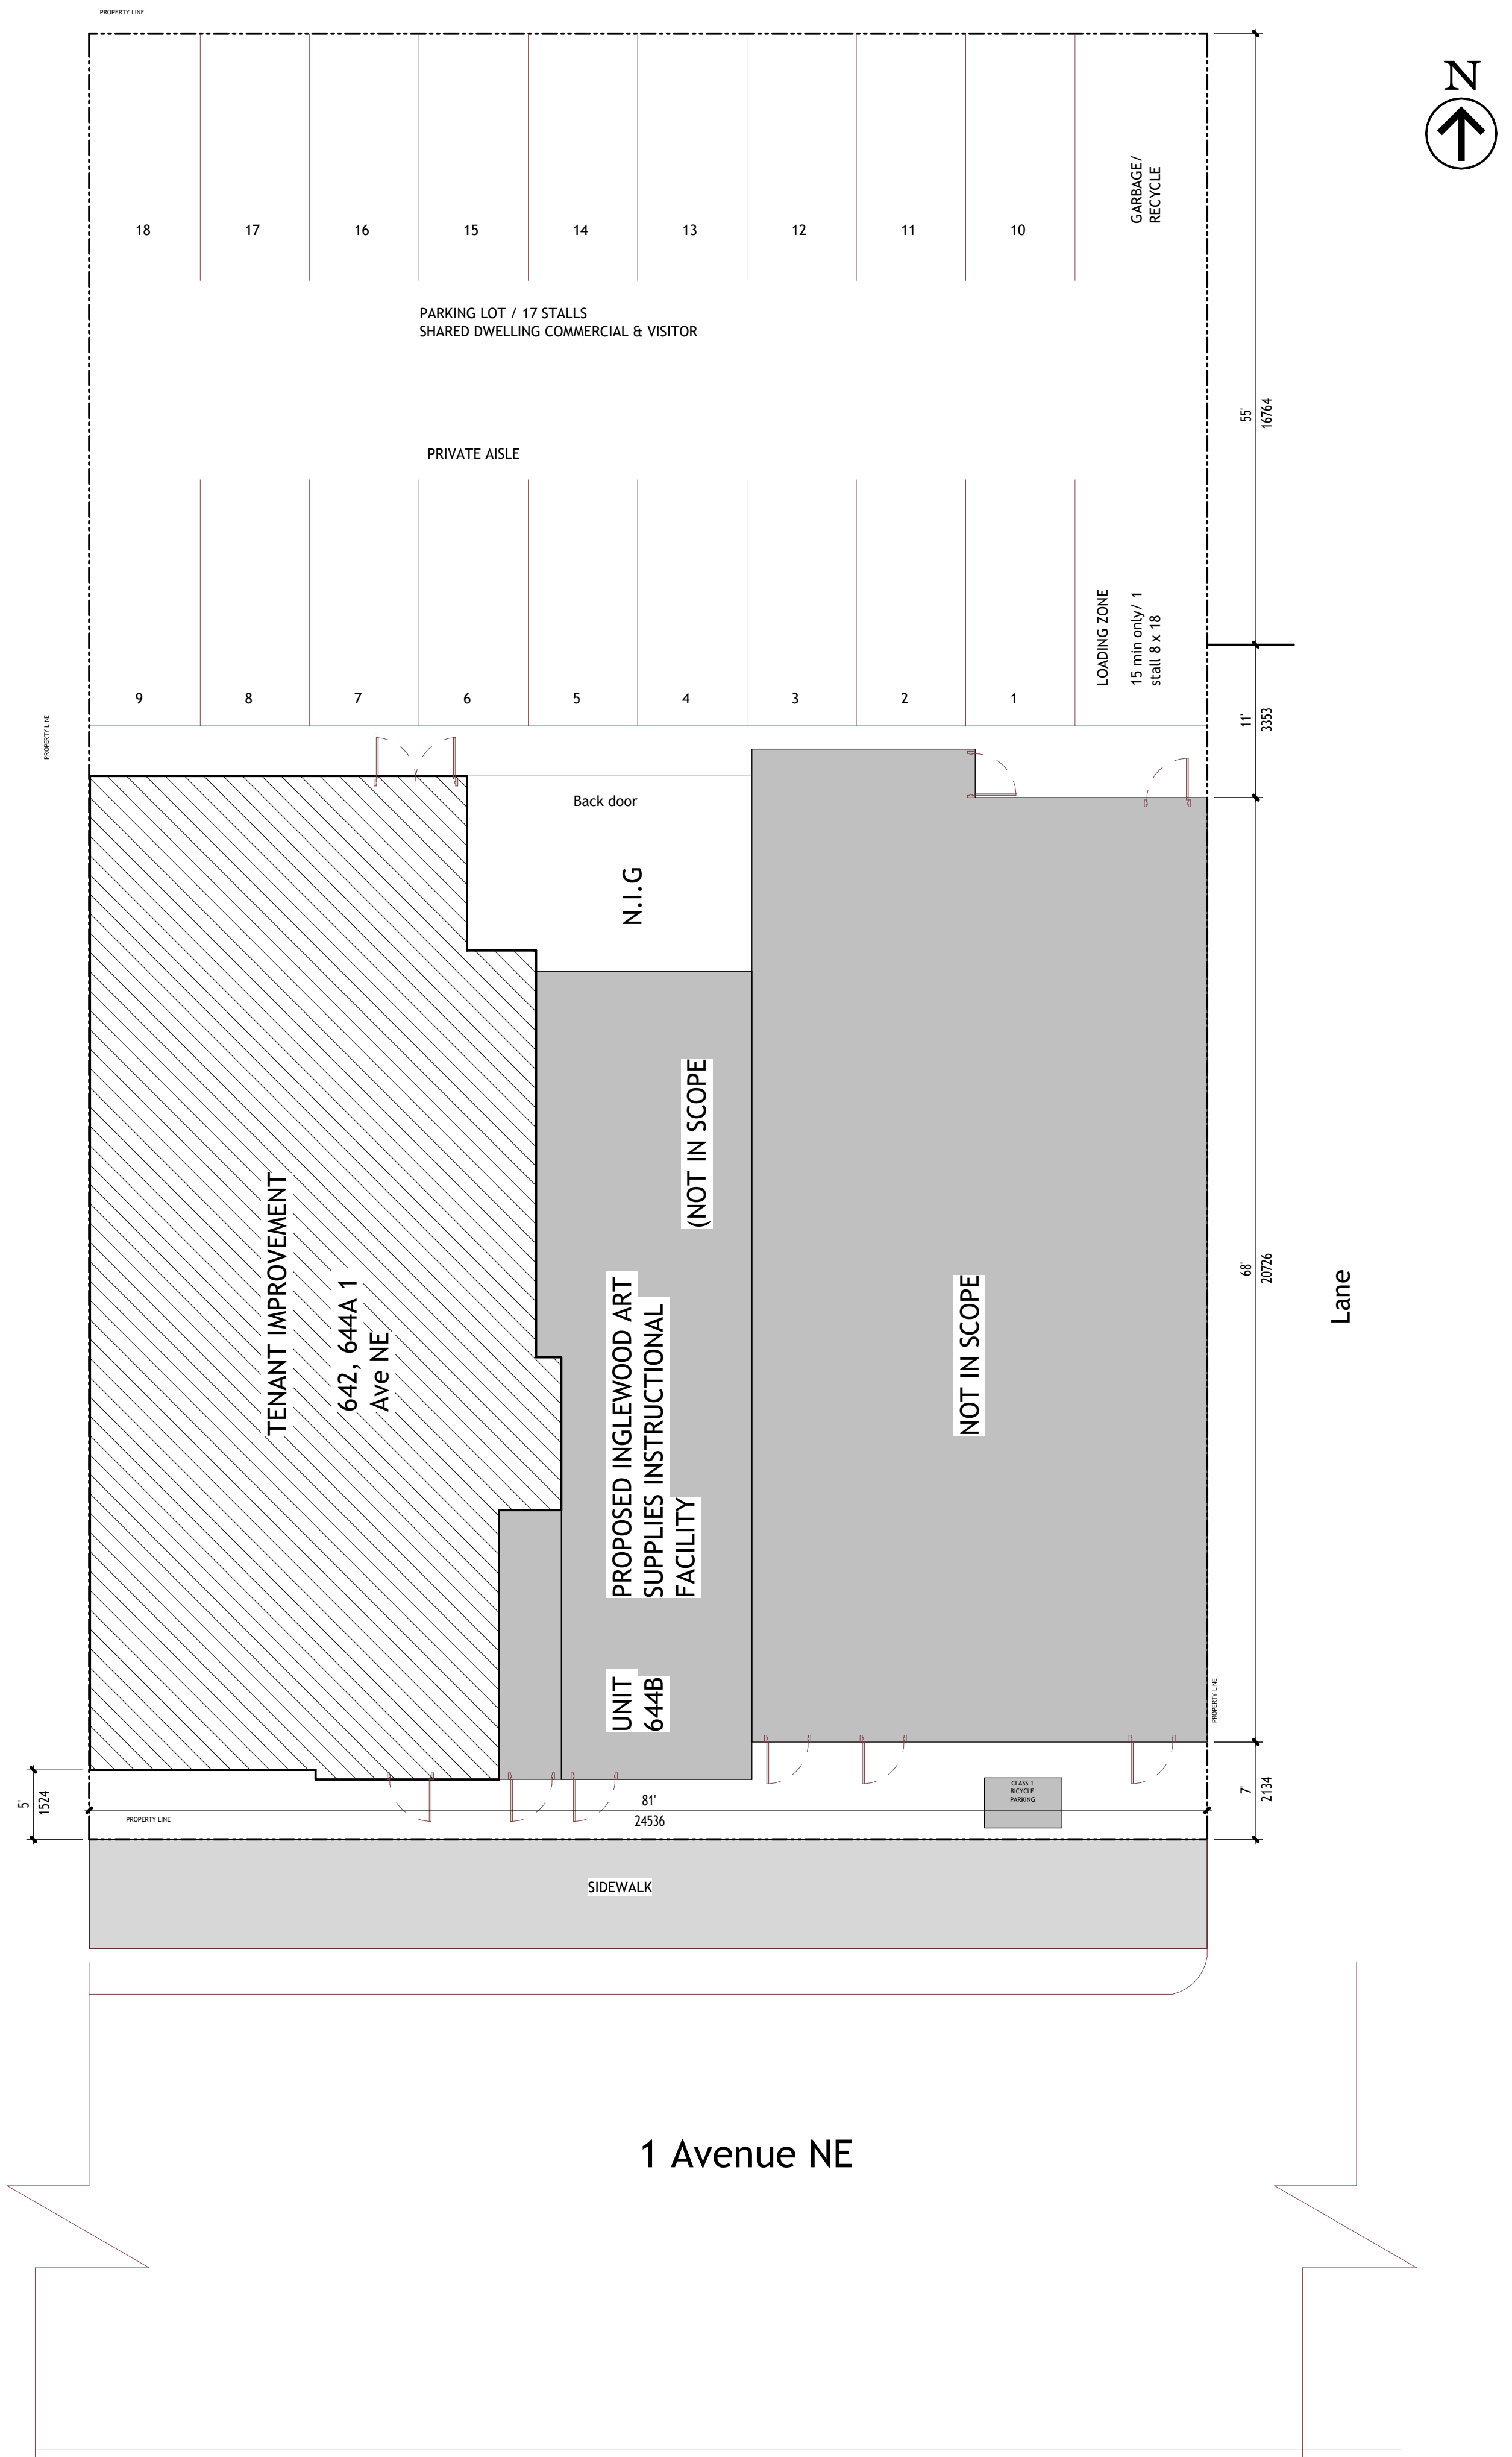 PROPERTY LINE
N
GARBAGE/
RECYCLE
18
17
16
15
14
13
12
11
10
PARKING LOT / 17 STALLS
SHARED DWELLING COMMERCIAL & VISITOR
55'
16764
PRIVATE AISLE
LOADING ZONE
15 min only/ 1
stall 8 x 18
9
8
7
6
5
4
3
2
1
11'
3353
PROPERTY LINE
Back door
N.I.G
(NOT IN SCOPE
TENANT IMPROVEMENT
642, 644A 1
Ave NE
PROPOSED INGLEWOOD ART
SUPPLIES INSTRUCTIONAL
FACILITY
UNIT
644B
NOT IN SCOPE
68'
20726
Lane
PROPERTY LINE
5'
1524
81'
24536
PROPERTY LINE
CLASS 1
BICYCLE
PARKING
7'
2134
SIDEWALK
1 Avenue NE